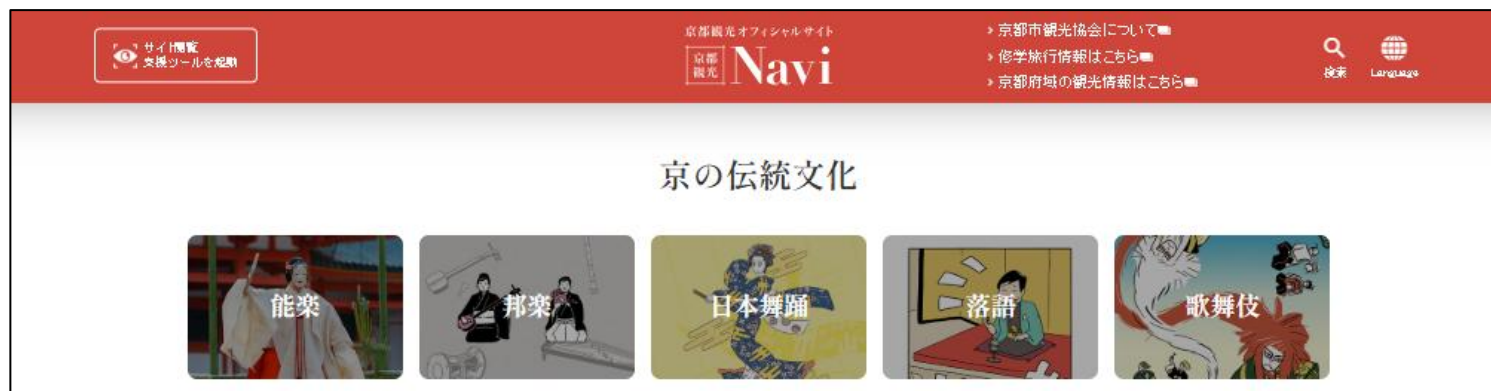 サイト閲覧
支援ツールを起動
京都観光オフィシャルサイト
京都
観光
Navi
› 京都市観光協会について
› 修学旅行情報はこちら
› 京都府域の観光情報はこちら
検索
Language
京の伝統文化
能楽
邦楽
日本舞踊
落語
歌舞伎